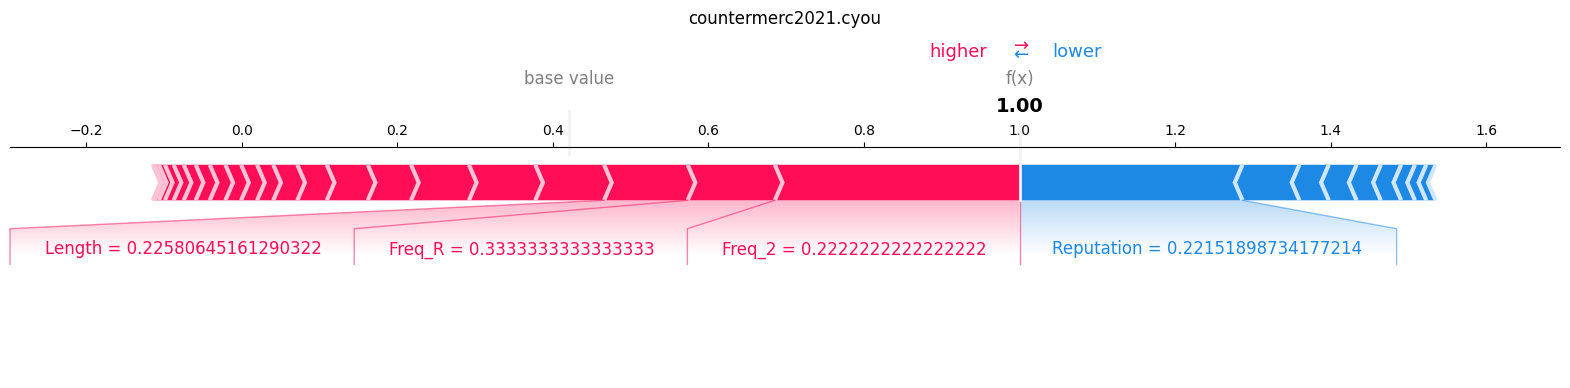 countermerc2021.cyou
higher ⇄ lower
base value f(x)
1.00
−0.2 0.0 0.2 0.4 0.6 0.8 1.0 1.2 1.4 1.6
Length = 0.22580645161290322 Freq_R = 0.3333333333333333 Freq_2 = 0.2222222222222222 Reputation = 0.22151898734177214